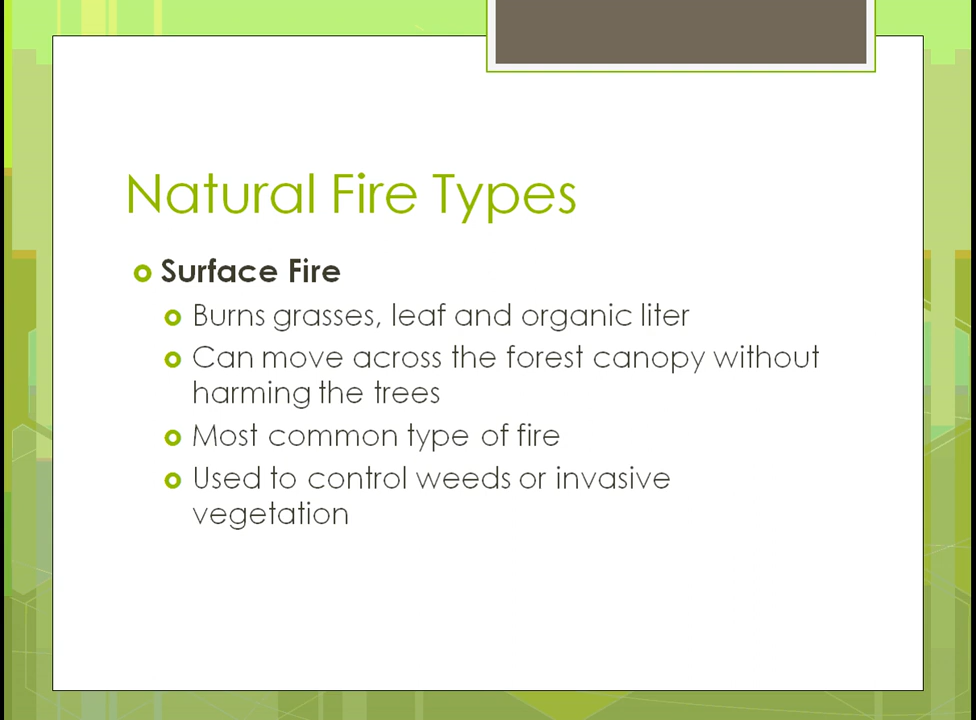 Natural Fire Types
Surface Fire
Burns grasses, leaf and organic liter
Can move across the forest canopy without
harming the trees
Most common type of fire
Used to control weeds or invasive
vegetation